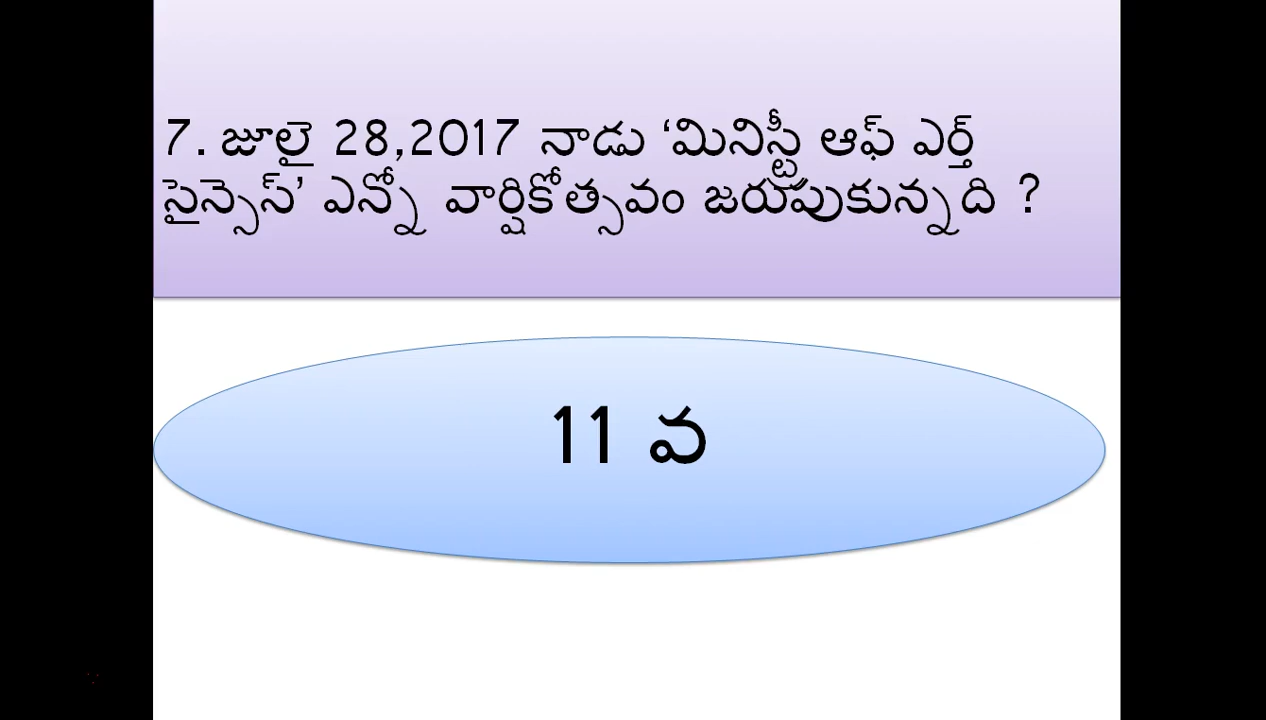 7. జూలై 28,2017 నాడు ‘మినిస్ట్రీ ఆఫ్ ఎర్త్
సైన్సెస్’ ఎన్నో వార్షికోత్సవం జరుపుకున్నది ?
11 వ